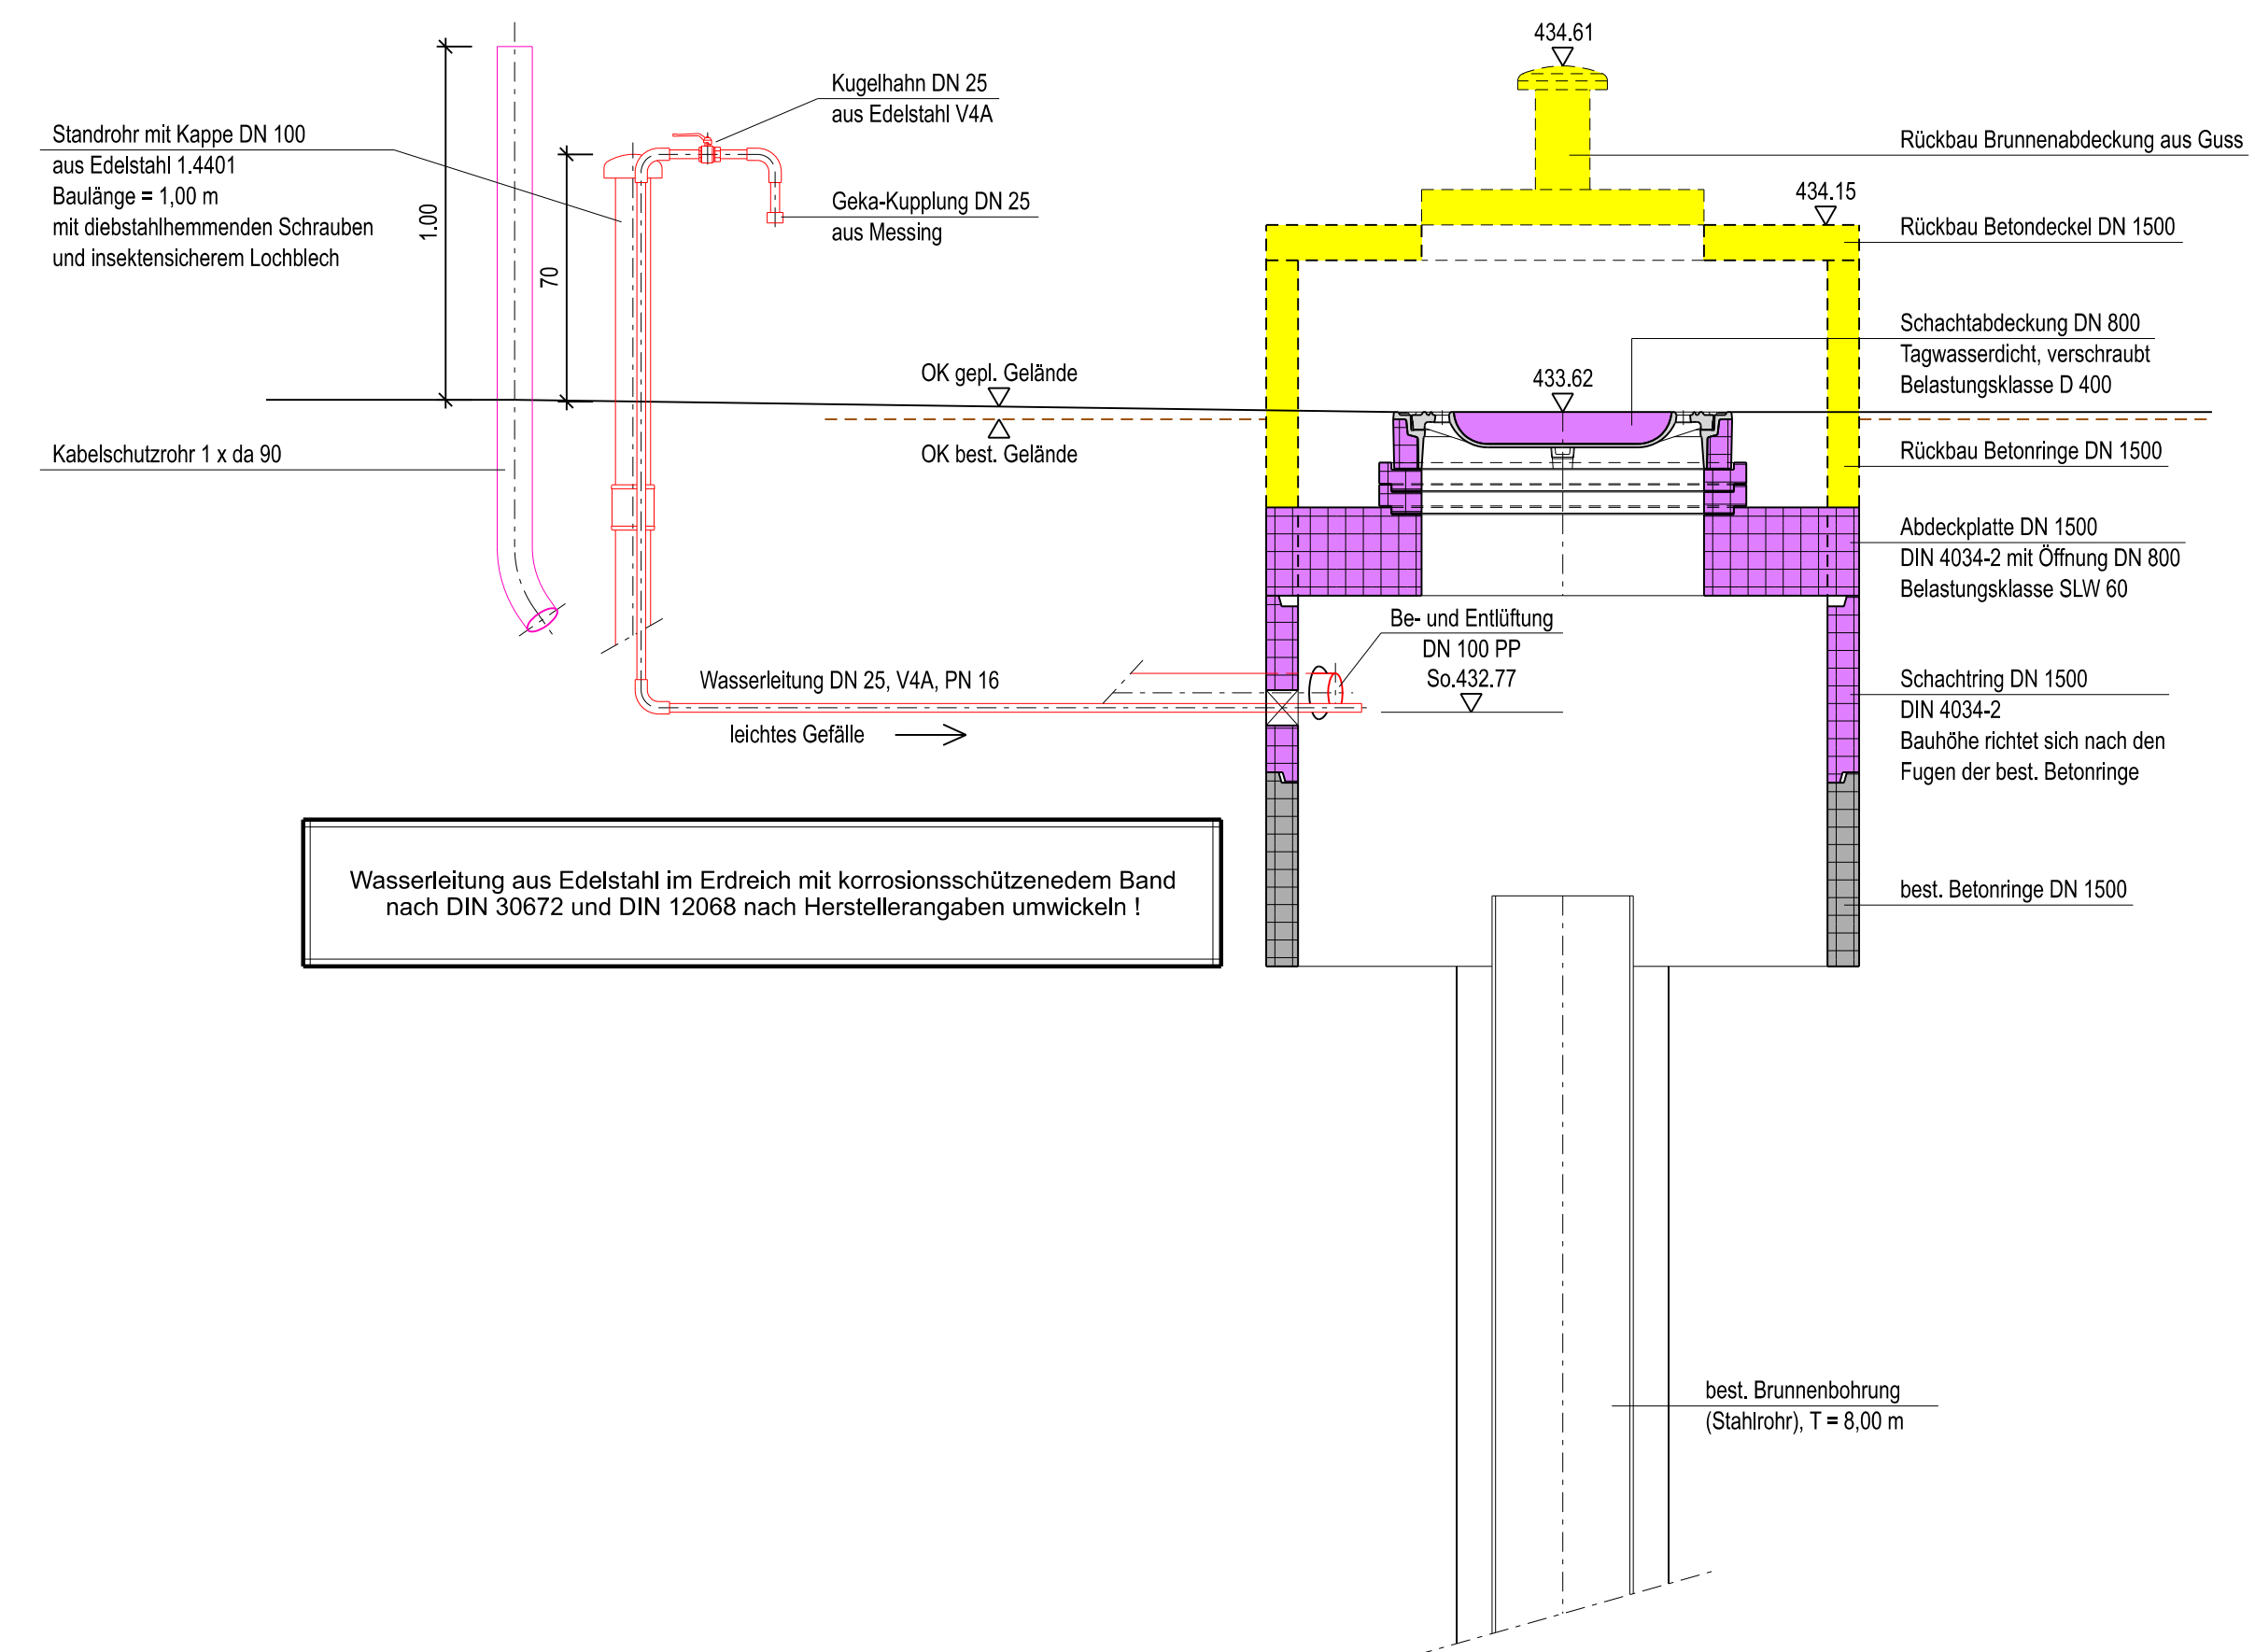 434.61
Kugelhahn DN 25
aus Edelstahl V4A
Standrohr mit Kappe DN 100
aus Edelstahl 1.4401
Baulänge = 1,00 m
mit diebstahlhemmenden Schrauben
und insektensicherem Lochblech
1.00
70
Geka-Kupplung DN 25
aus Messing
Rückbau Brunnenabdeckung aus Guss
434.15
Rückbau Betondeckel DN 1500
Schachtabdeckung DN 800
Tagwasserdicht, verschraubt
Belastungsklasse D 400
OK gepl. Gelände
433.62
OK best. Gelände
Kabelschutzrohr 1 x da 90
Rückbau Betonringe DN 1500
Abdeckplatte DN 1500
DIN 4034-2 mit Öffnung DN 800
Belastungsklasse SLW 60
Be- und Entlüftung
DN 100 PP
So.432.77
Wasserleitung DN 25, V4A, PN 16
leichtes Gefälle
Schachtring DN 1500
DIN 4034-2
Bauhöhe richtet sich nach den
Fugen der best. Betonringe
Wasserleitung aus Edelstahl im Erdreich mit korrosionsschützenedem Band
nach DIN 30672 und DIN 12068 nach Herstellerangaben umwickeln !
best. Betonringe DN 1500
best. Brunnenbohrung
(Stahlrohr), T = 8,00 m